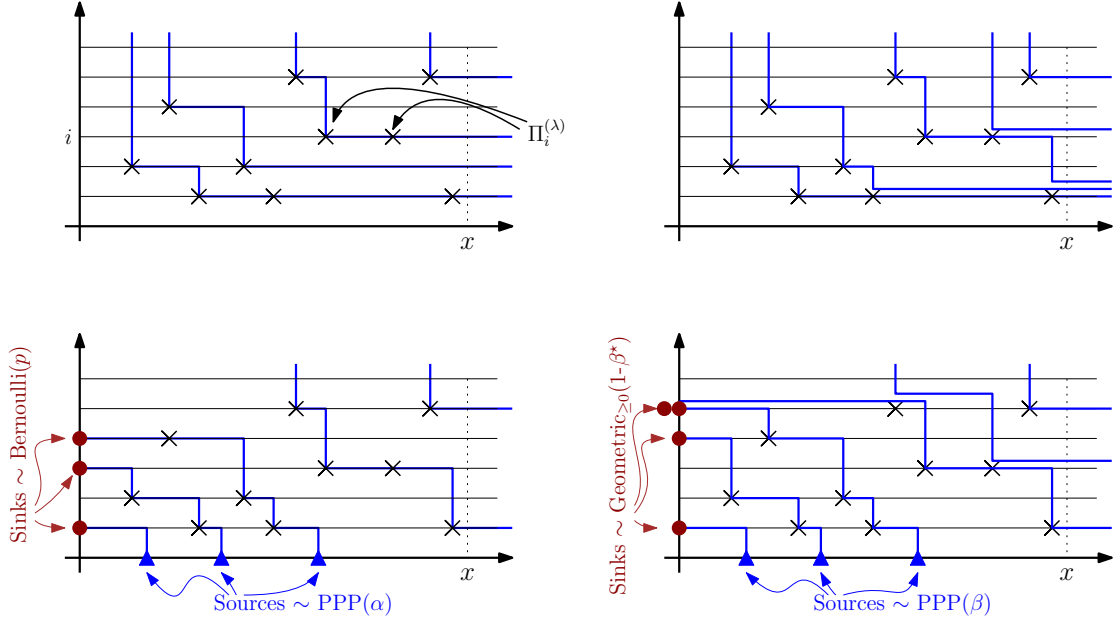 i
Π_i^{(λ)}
x
x
Sinks ∼ Bernoulli(p)
x
Sources ∼ PPP(α)
Sinks ∼ Geometric_{≥0}(1-β*)
x
Sources ∼ PPP(β)